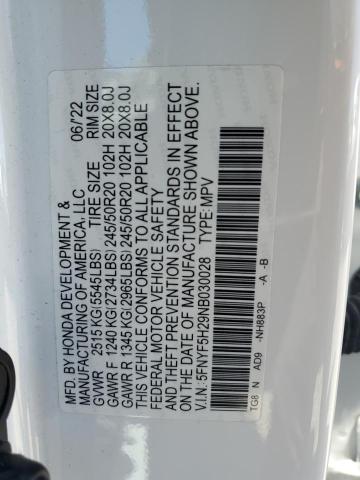 MFD. BY HONDA DEVELOPMENT & 06/'22
MANUFACTURING OF AMERICA, LLC
TIRE SIZE RIM SIZE
GVWR 2515 KG(5545LBS)
GAWR F 1240 KG(2734LBS) 245/50R20 102H 20X8.0J
GAWR R 1345 KG(2965LBS) 245/50R20 102H 20X8.0J
THIS VEHICLE CONFORMS TO ALL APPLICABLE
FEDERAL MOTOR VEHICLE SAFETY
AND THEFT PREVENTION STANDARDS IN EFFECT
ON THE DATE OF MANUFACTURE SHOWN ABOVE.
V.I.N: 5FNYF5H29NB030028 TYPE: MPV
TG8 N AD9 -NH883P -A -B